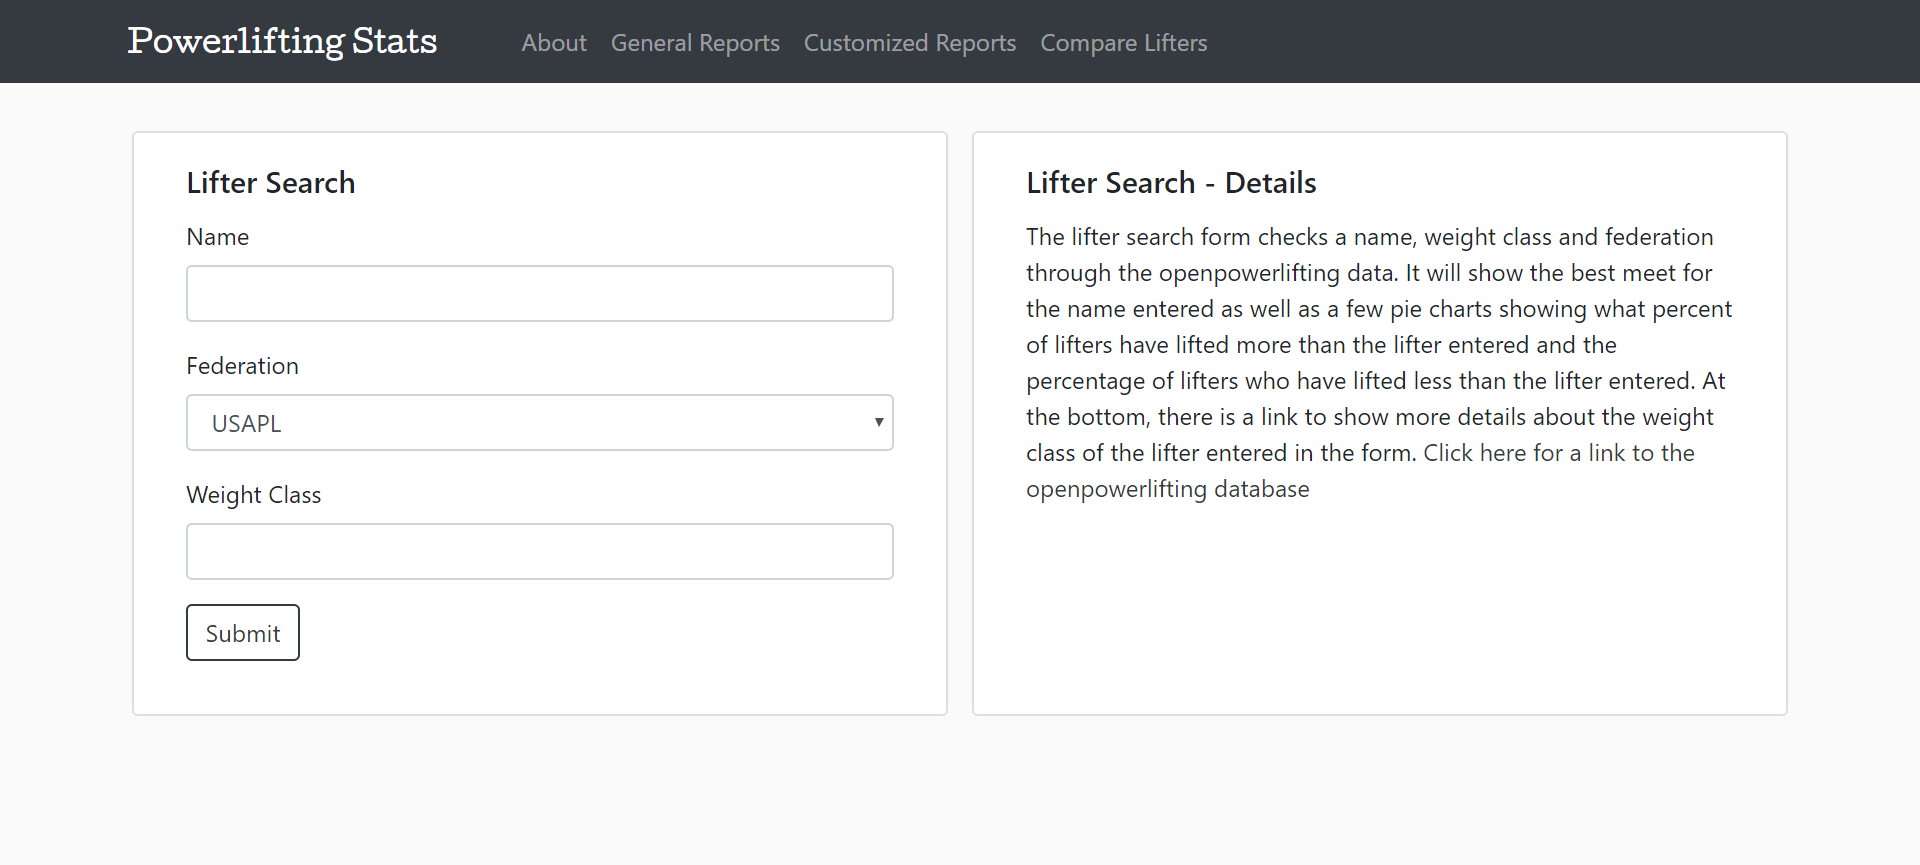 Powerlifting Stats
About
General Reports
Customized Reports
Compare Lifters
Lifter Search
Name
Federation
USAPL
Weight Class
Submit
Lifter Search - Details
The lifter search form checks a name, weight class and federation
through the openpowerlifting data. It will show the best meet for
the name entered as well as a few pie charts showing what percent
of lifters have lifted more than the lifter entered and the
percentage of lifters who have lifted less than the lifter entered. At
the bottom, there is a link to show more details about the weight
class of the lifter entered in the form. Click here for a link to the
openpowerlifting database